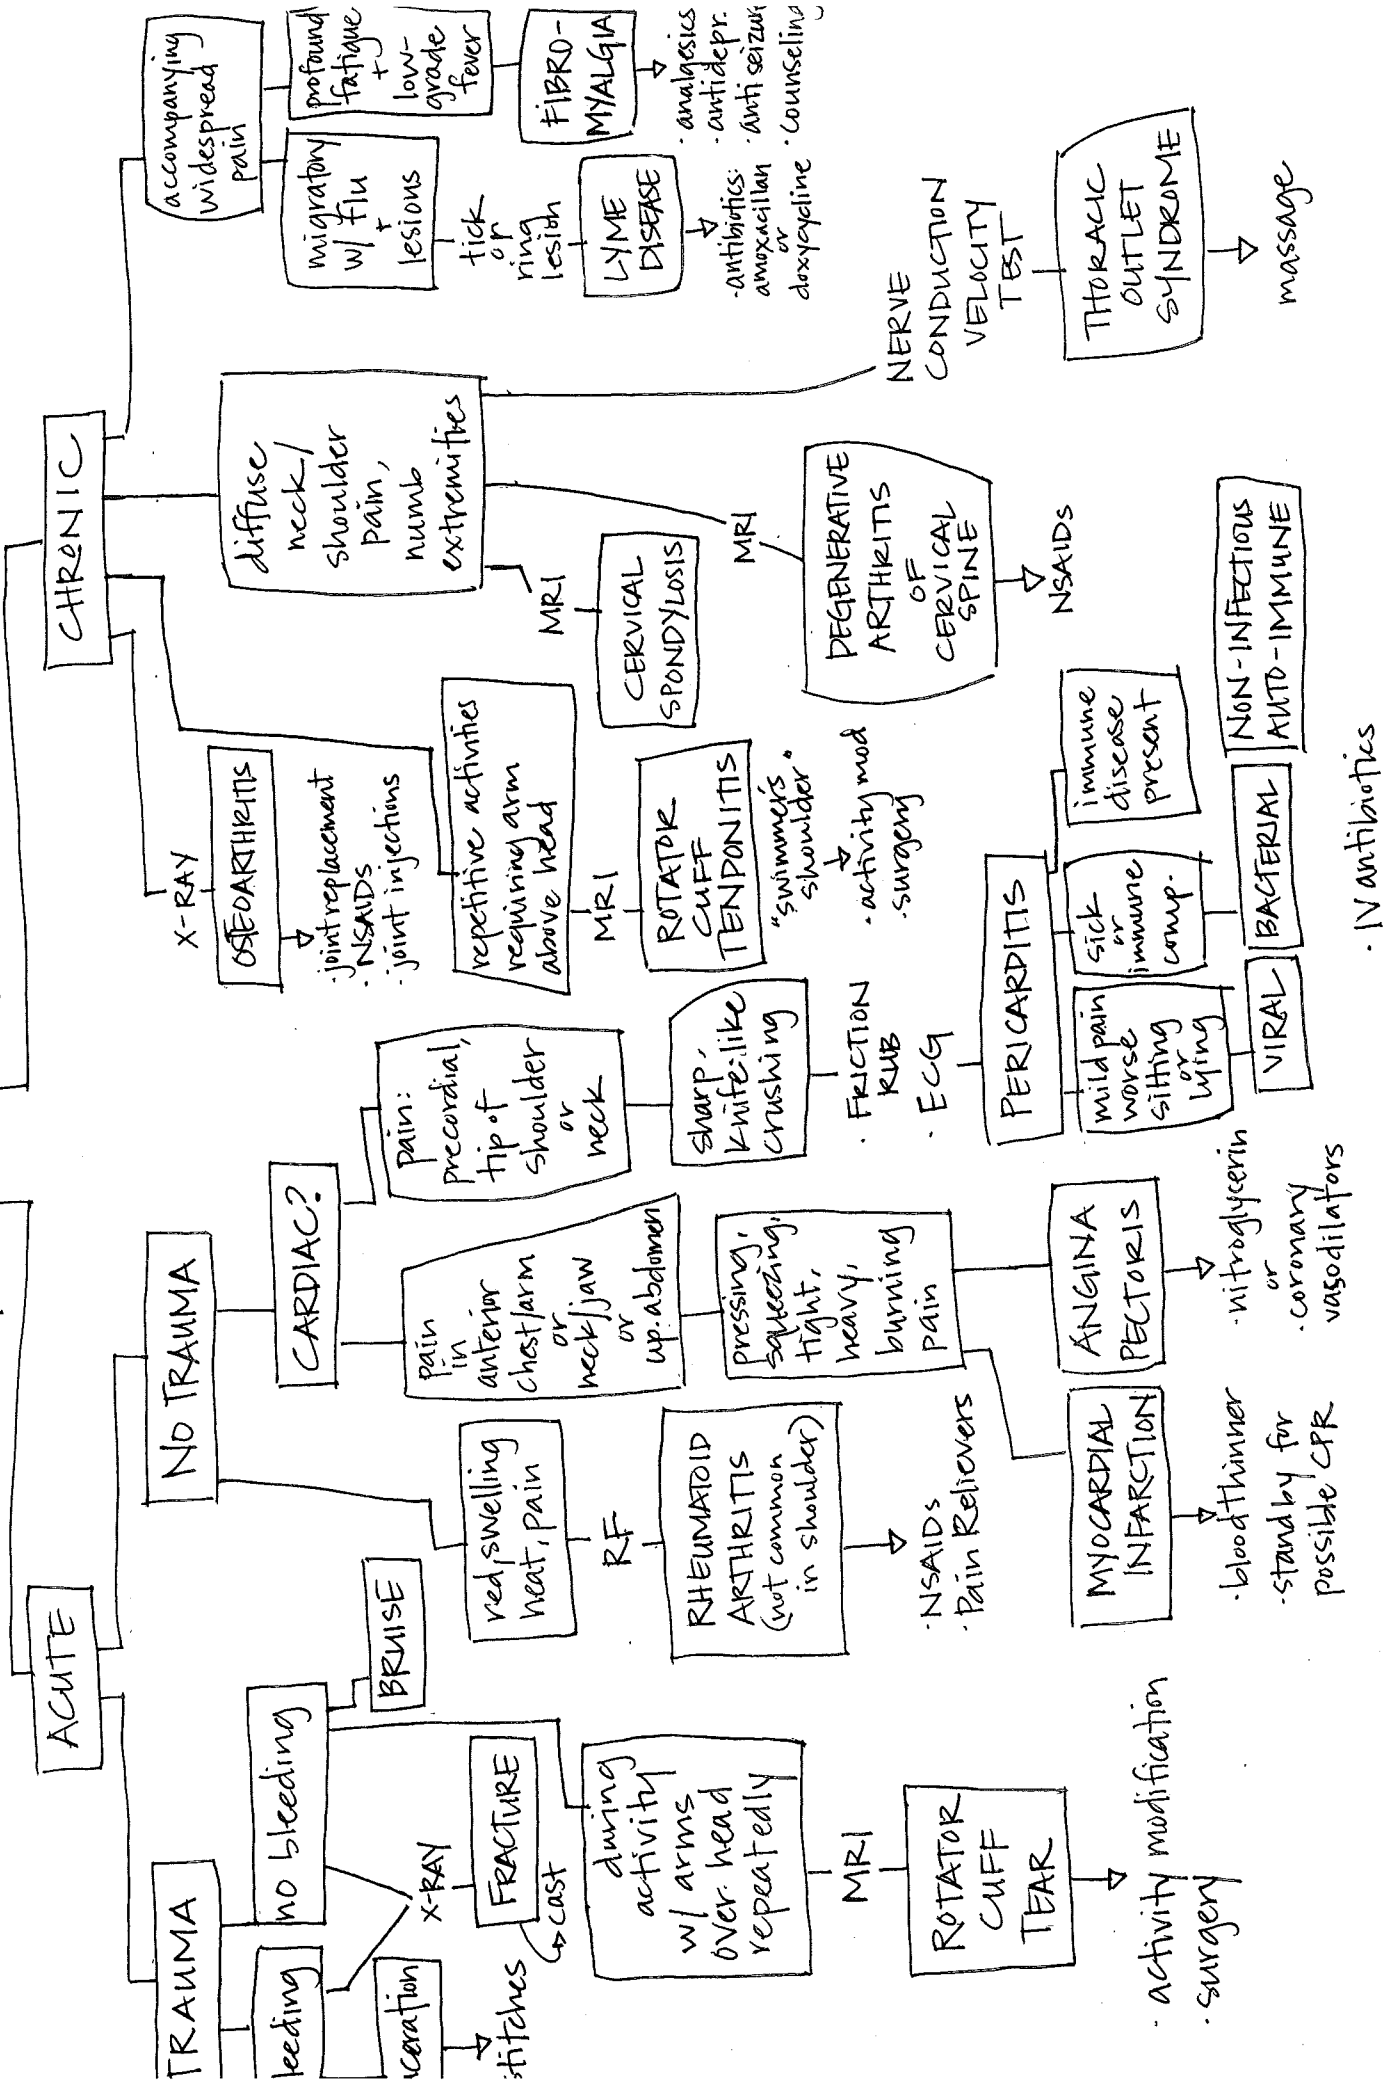 ACUTE
TRAUMA
leeding
ceration
stitches
no bleeding
BRUISE
X-RAY
FRACTURE
cast
during
activity
w/ arms
over head
repeatedly
MRI
ROTATOR
CUFF
TEAR
· activity modification
· surgery
NO TRAUMA
red, swelling
heat, pain
RF
RHEUMATOID
ARTHRITIS
(not common
in shoulder)
· NSAIDs
· Pain Relievers
CARDIAC?
pain
in
anterior
chest/arm
or
neck/jaw
or
up. abdomen
pressing,
squeezing,
tight,
heavy,
burning
pain
MYOCARDIAL
INFARCTION
· blood thinner
· standby for
possible CPR
ANGINA
PECTORIS
· nitroglycerin
or
· coronary
vasodilators
pain:
precordial,
tip of
shoulder
or
neck
sharp,
knife-like
crushing
· FRICTION
RUB
· ECG
PERICARDITIS
mild pain
worse
sitting
or
lying
VIRAL
sick
or
immune
comp.
BACTERIAL
· IV antibiotics
immune
disease
present
NON-INFECTIOUS
AUTO-IMMUNE
CHRONIC
X-RAY
OSTEOARTHRITIS
· joint replacement
· NSAIDs
· joint injections
repetitive activities
requiring arm
above head
MRI
ROTATOR
CUFF
TENDONITIS
"swimmers
shoulder"
· activity mod
· surgery
diffuse
neck/
shoulder
pain,
numb
extremities
MRI
CERVICAL
SPONDYLOSIS
MRI
DEGENERATIVE
ARTHRITIS
OF
CERVICAL
SPINE
NSAIDs
NERVE
CONDUCTION
VELOCITY
TEST
THORACIC
OUTLET
SYNDROME
massage
accompanying
widespread
pain
migratory
w/ flu
+
lesions
tick
or
ring
lesion
LYME
DISEASE
· antibiotics:
amoxacillan
or
doxycycline
profound
fatigue
+
low-
grade
fever
FIBRO-
MYALGIA
· analgesics
· antidepr.
· antiseizur
· counseling